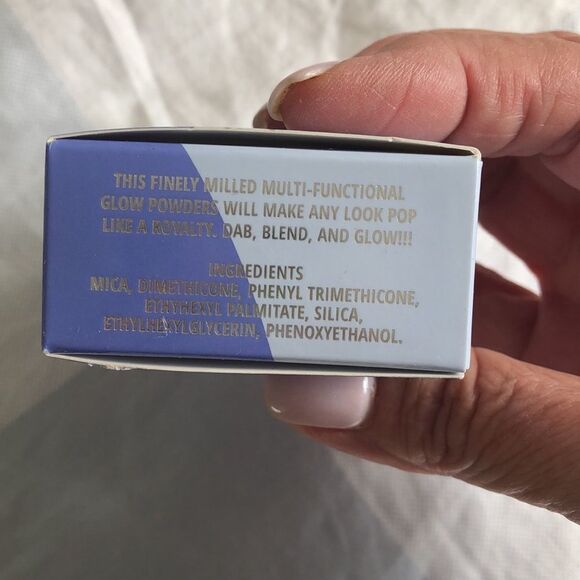 THIS FINELY MILLED MULTI-FUNCTIONAL
GLOW POWDERS WILL MAKE ANY LOOK POP
LIKE A ROYALTY. DAB, BLEND, AND GLOW!!!
INGREDIENTS
MICA, DIMETHICONE, PHENYL TRIMETHICONE,
ETHYHEXYL PALMITATE, SILICA,
ETHYLHEXYLGLYCERIN, PHENOXYETHANOL.